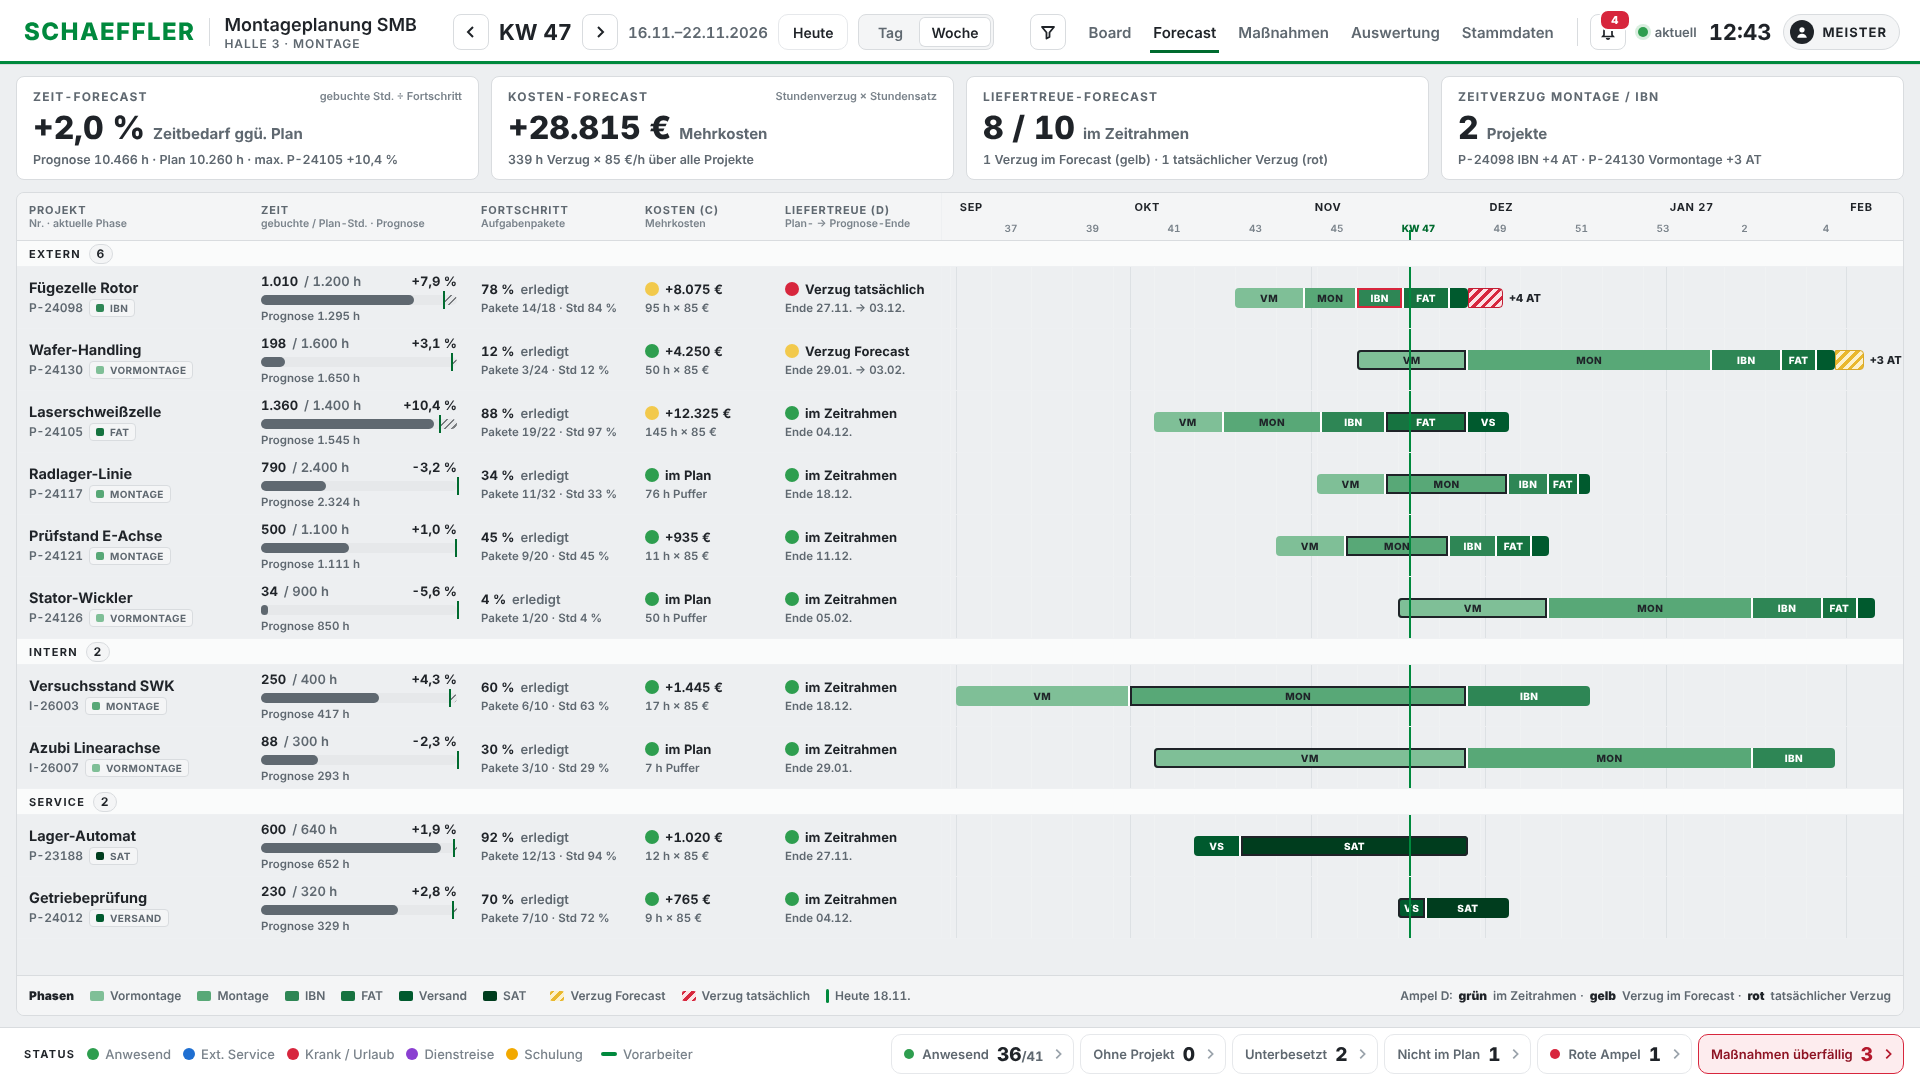 SCHAEFFLER
Montageplanung SMB
HALLE 3 · MONTAGE
KW 47
16.11.–22.11.2026
Heute
Tag
Woche
Board
Forecast
Maßnahmen
Auswertung
Stammdaten
4
aktuell
12:43
MEISTER
ZEIT-FORECAST
gebuchte Std. ÷ Fortschritt
+2,0 % Zeitbedarf ggü. Plan
Prognose 10.466 h · Plan 10.260 h · max. P-24105 +10,4 %
KOSTEN-FORECAST
Stundenverzug × Stundensatz
+28.815 € Mehrkosten
339 h Verzug × 85 €/h über alle Projekte
LIEFERTREUE-FORECAST
8 / 10 im Zeitrahmen
1 Verzug im Forecast (gelb) · 1 tatsächlicher Verzug (rot)
ZEITVERZUG MONTAGE / IBN
2 Projekte
P-24098 IBN +4 AT · P-24130 Vormontage +3 AT
PROJEKT
Nr. · aktuelle Phase
ZEIT
gebuchte / Plan-Std. · Prognose
FORTSCHRITT
Aufgabenpakete
KOSTEN (C)
Mehrkosten
LIEFERTREUE (D)
Plan- → Prognose-Ende
SEP OKT NOV DEZ JAN 27 FEB
37 39 41 43 45 KW 47 49 51 53 2 4
EXTERN 6
Fügezelle Rotor
P-24098 IBN
1.010 / 1.200 h +7,9 %
Prognose 1.295 h
78 % erledigt
Pakete 14/18 · Std 84 %
+8.075 €
95 h × 85 €
Verzug tatsächlich
Ende 27.11. → 03.12.
VM MON IBN FAT +4 AT
Wafer-Handling
P-24130 VORMONTAGE
198 / 1.600 h +3,1 %
Prognose 1.650 h
12 % erledigt
Pakete 3/24 · Std 12 %
+4.250 €
50 h × 85 €
Verzug Forecast
Ende 29.01. → 03.02.
VM MON IBN FAT +3 AT
Laserschweißzelle
P-24105 FAT
1.360 / 1.400 h +10,4 %
Prognose 1.545 h
88 % erledigt
Pakete 19/22 · Std 97 %
+12.325 €
145 h × 85 €
im Zeitrahmen
Ende 04.12.
VM MON IBN FAT VS
Radlager-Linie
P-24117 MONTAGE
790 / 2.400 h -3,2 %
Prognose 2.324 h
34 % erledigt
Pakete 11/32 · Std 33 %
im Plan
76 h Puffer
im Zeitrahmen
Ende 18.12.
VM MON IBN FAT
Prüfstand E-Achse
P-24121 MONTAGE
500 / 1.100 h +1,0 %
Prognose 1.111 h
45 % erledigt
Pakete 9/20 · Std 45 %
+935 €
11 h × 85 €
im Zeitrahmen
Ende 11.12.
VM MON IBN FAT
Stator-Wickler
P-24126 VORMONTAGE
34 / 900 h -5,6 %
Prognose 850 h
4 % erledigt
Pakete 1/20 · Std 4 %
im Plan
50 h Puffer
im Zeitrahmen
Ende 05.02.
VM MON IBN FAT
INTERN 2
Versuchsstand SWK
I-26003 MONTAGE
250 / 400 h +4,3 %
Prognose 417 h
60 % erledigt
Pakete 6/10 · Std 63 %
+1.445 €
17 h × 85 €
im Zeitrahmen
Ende 18.12.
VM MON IBN
Azubi Linearachse
I-26007 VORMONTAGE
88 / 300 h -2,3 %
Prognose 293 h
30 % erledigt
Pakete 3/10 · Std 29 %
im Plan
7 h Puffer
im Zeitrahmen
Ende 29.01.
VM MON IBN
SERVICE 2
Lager-Automat
P-23188 SAT
600 / 640 h +1,9 %
Prognose 652 h
92 % erledigt
Pakete 12/13 · Std 94 %
+1.020 €
12 h × 85 €
im Zeitrahmen
Ende 27.11.
VS SAT
Getriebeprüfung
P-24012 VERSAND
230 / 320 h +2,8 %
Prognose 329 h
70 % erledigt
Pakete 7/10 · Std 72 %
+765 €
9 h × 85 €
im Zeitrahmen
Ende 04.12.
VS SAT
Phasen Vormontage Montage IBN FAT Versand SAT Verzug Forecast Verzug tatsächlich Heute 18.11.
Ampel D: grün im Zeitrahmen · gelb Verzug im Forecast · rot tatsächlicher Verzug
STATUS Anwesend Ext. Service Krank / Urlaub Dienstreise Schulung Vorarbeiter
Anwesend 36/41
Ohne Projekt 0
Unterbesetzt 2
Nicht im Plan 1
Rote Ampel 1
Maßnahmen überfällig 3